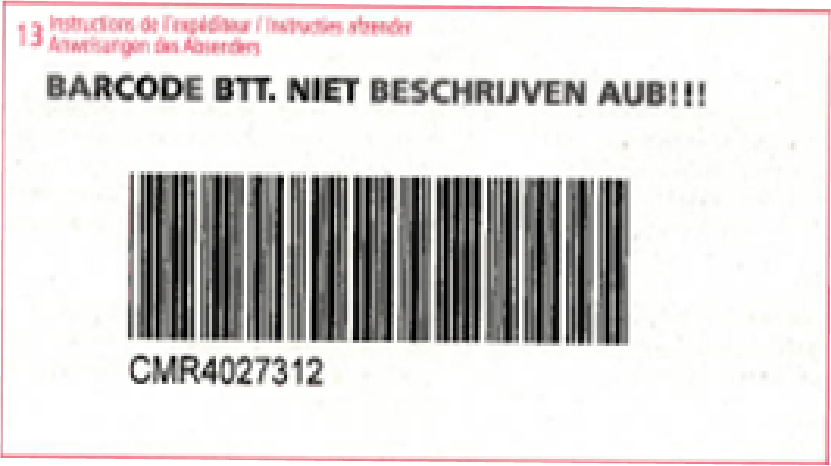 13 Instructions de l'expéditeur / Instructies afzender
Anweisungen des Absenders
BARCODE BTT. NIET BESCHRIJVEN AUB!!!
CMR4027312